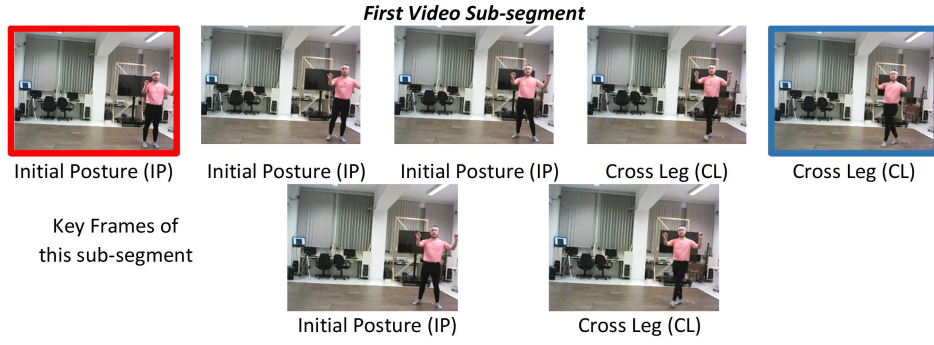 First Video Sub-segment
Initial Posture (IP)
Initial Posture (IP)
Initial Posture (IP)
Cross Leg (CL)
Cross Leg (CL)
Key Frames of
this sub-segment
Initial Posture (IP)
Cross Leg (CL)